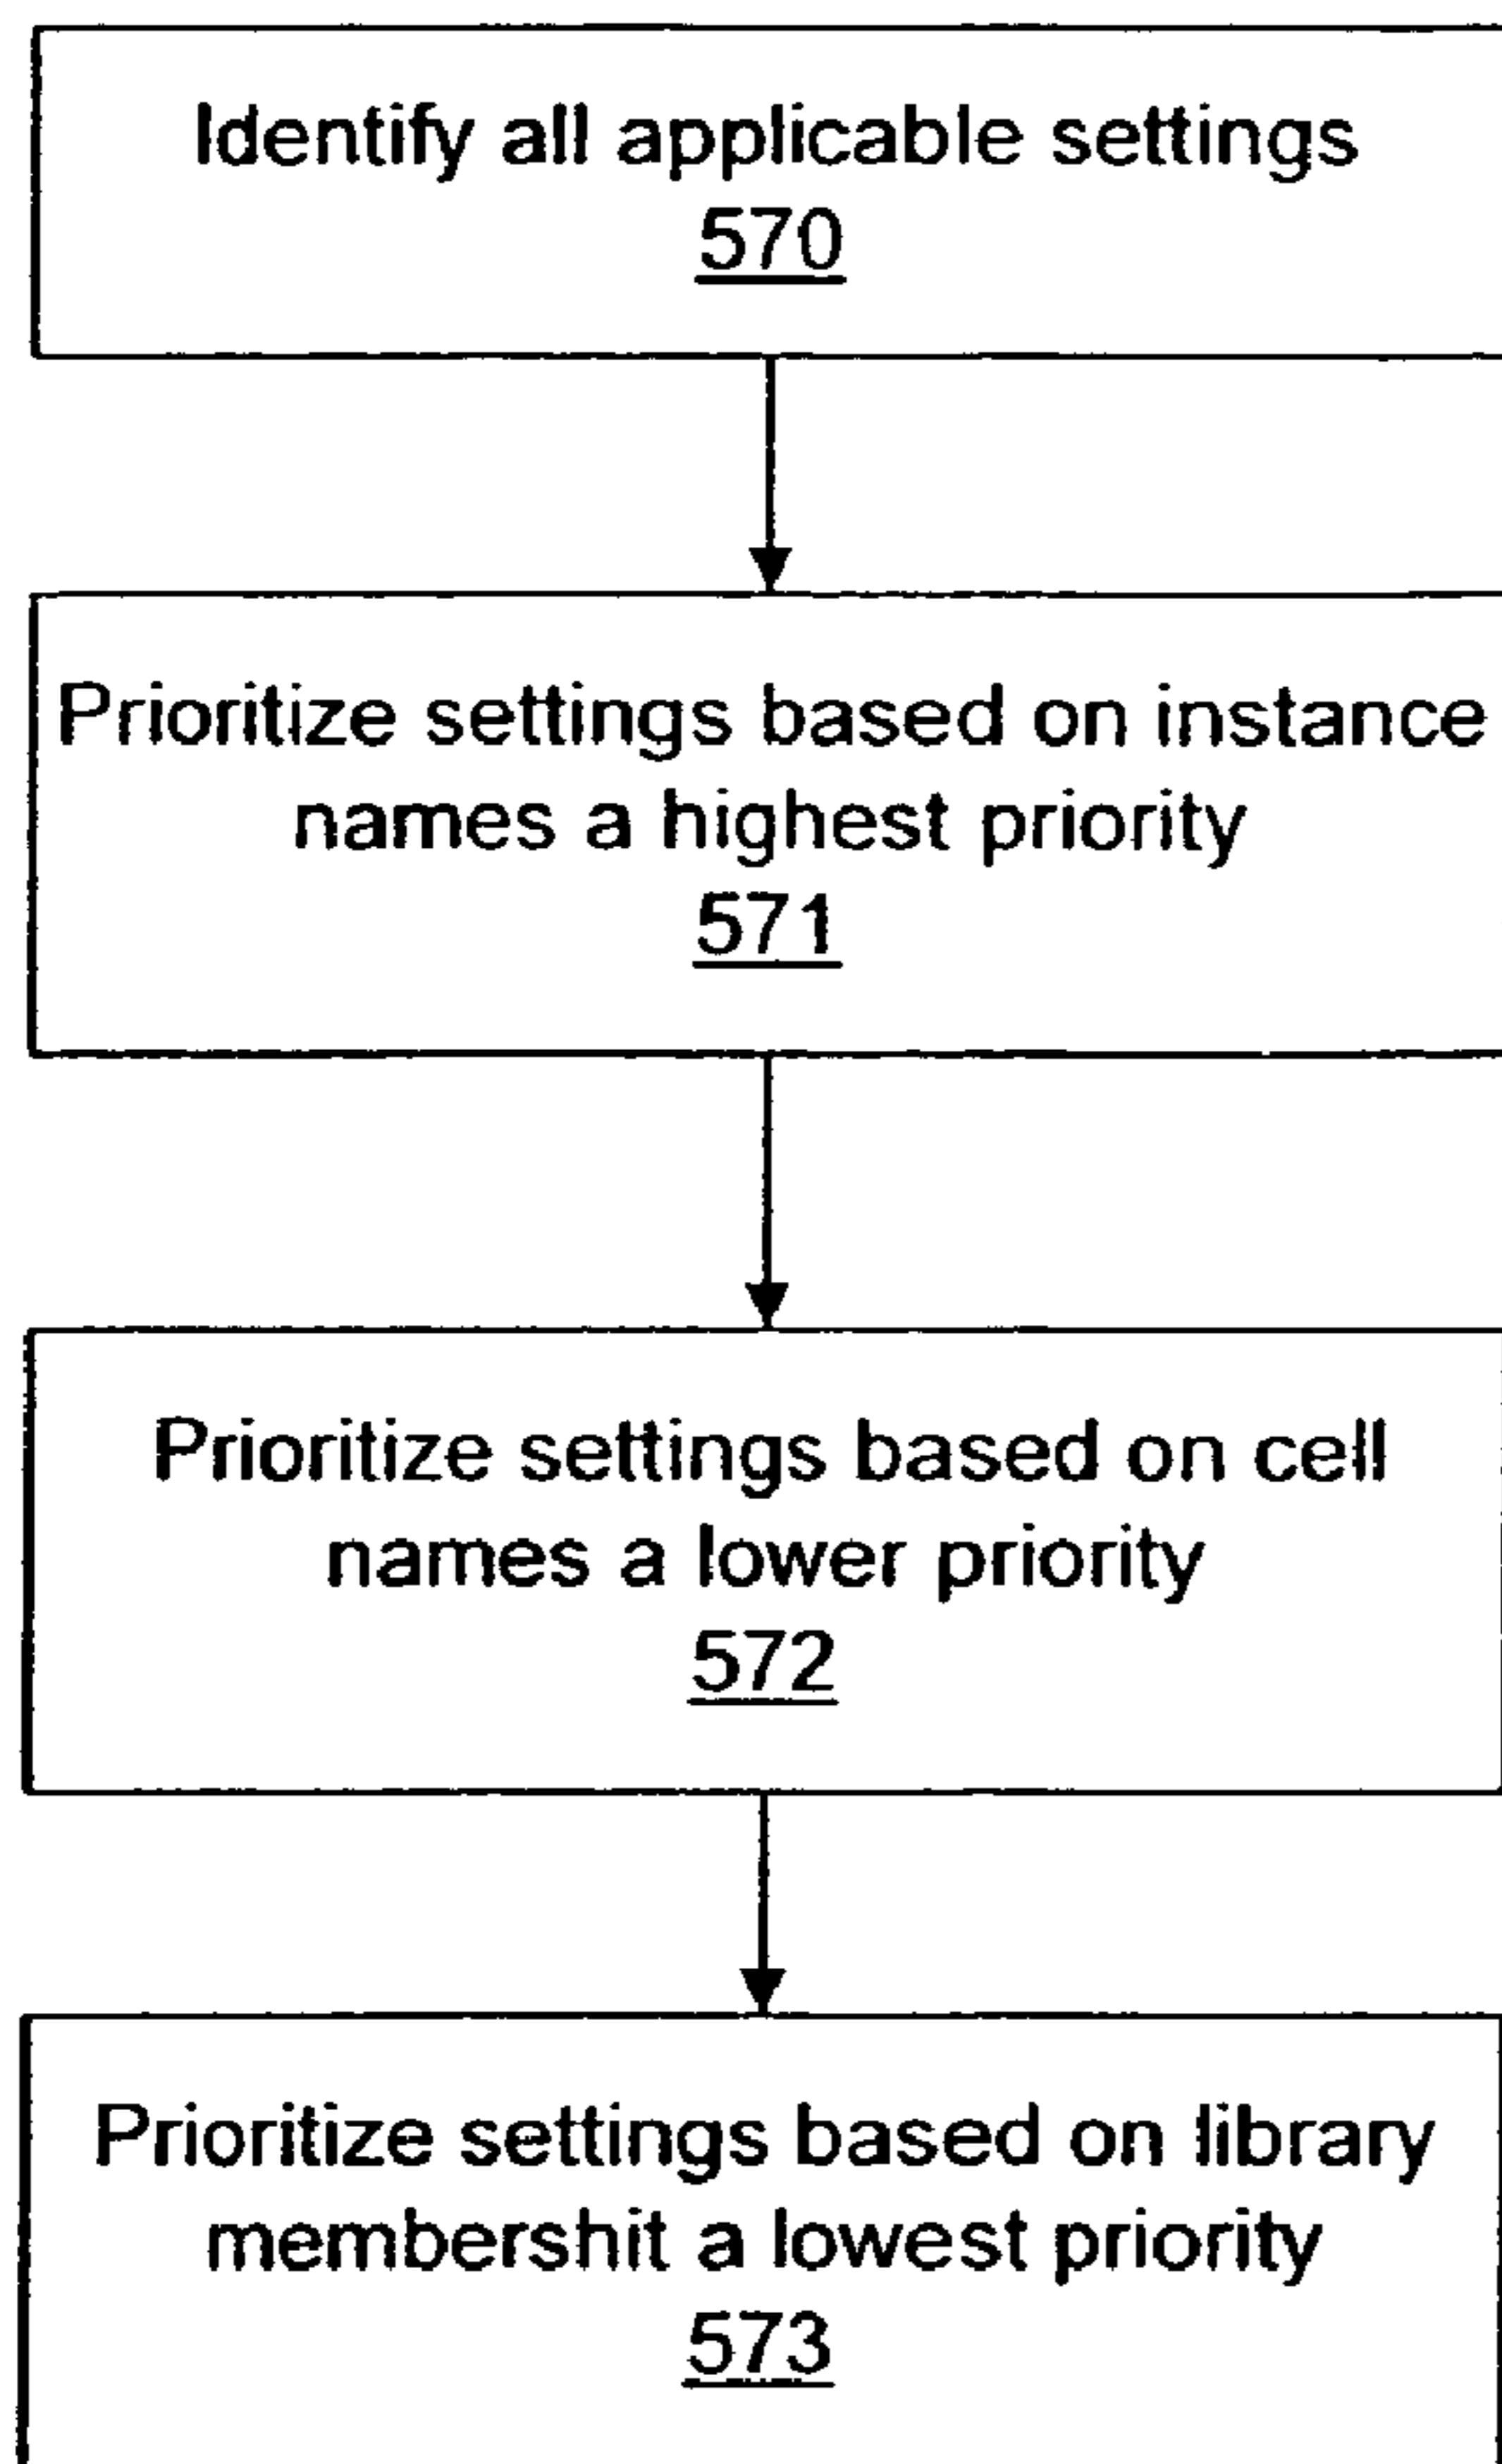 Identify all applicable settings
570
Prioritize settings based on instance
names a highest priority
571
Prioritize settings based on cell
names a lower priority
572
Prioritize settings based on library
membershit a lowest priority
573